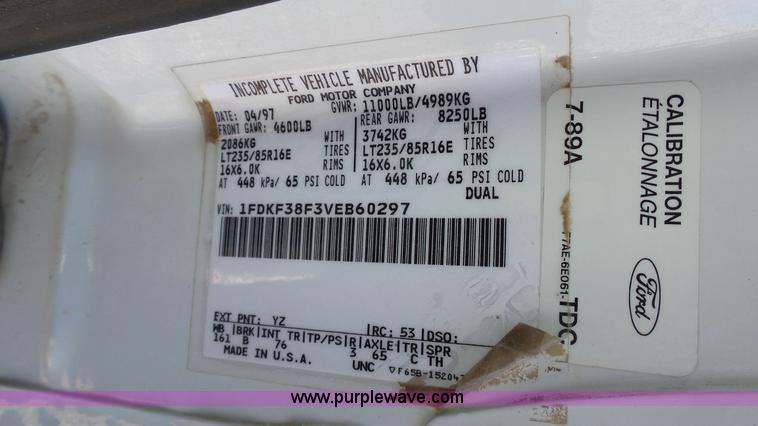 INCOMPLETE VEHICLE MANUFACTURED BY
FORD MOTOR COMPANY
DATE: 04/97 GVWR: 11000LB/4989KG
FRONT GAWR: 4600LB REAR GAWR: 8250LB
2086KG WITH 3742KG WITH
LT235/85R16E TIRES LT235/85R16E TIRES
16X6.0K RIMS 16X6.0K RIMS
AT 448 kPa/ 65 PSI COLD AT 448 kPa/ 65 PSI COLD
DUAL
VIN: 1FDKF38F3VEB60297
EXT PNT: YZ RC: 53 DSO:
WB BRK INT TR TP/PS R AXLE TR SPR
161 B 76 3 65 C TH
MADE IN U.S.A. UNC
▽F65B-15204
CALIBRATION
ÉTALONNAGE
7-89A
F7AE-6E061 TDC
Ford
www.purplewave.com